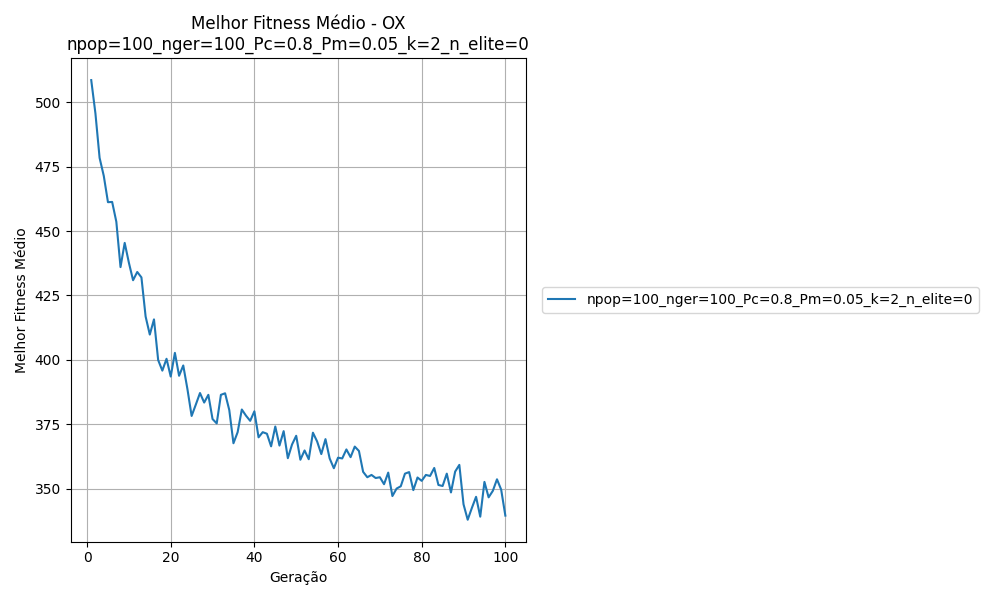 Melhor Fitness Médio - OX
npop=100_nger=100_Pc=0.8_Pm=0.05_k=2_n_elite=0
Melhor Fitness Médio
500
475
450
425
400
375
350
0 20 40 60 80 100
Geração
npop=100_nger=100_Pc=0.8_Pm=0.05_k=2_n_elite=0